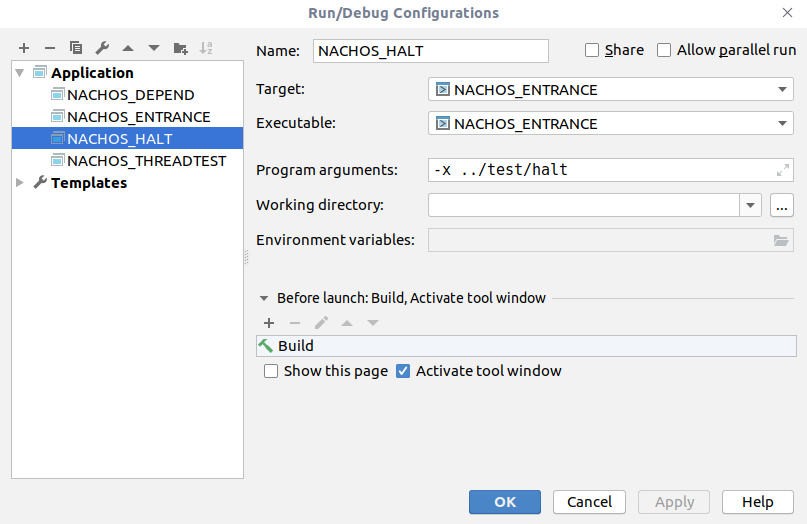 Run/Debug Configurations
Name: NACHOS_HALT Share Allow parallel run
Application
NACHOS_DEPEND
NACHOS_ENTRANCE
NACHOS_HALT
NACHOS_THREADTEST
Templates
Target: NACHOS_ENTRANCE
Executable: NACHOS_ENTRANCE
Program arguments: -x ../test/halt
Working directory: ...
Environment variables:
Before launch: Build, Activate tool window
Build
Show this page Activate tool window
OK Cancel Apply Help